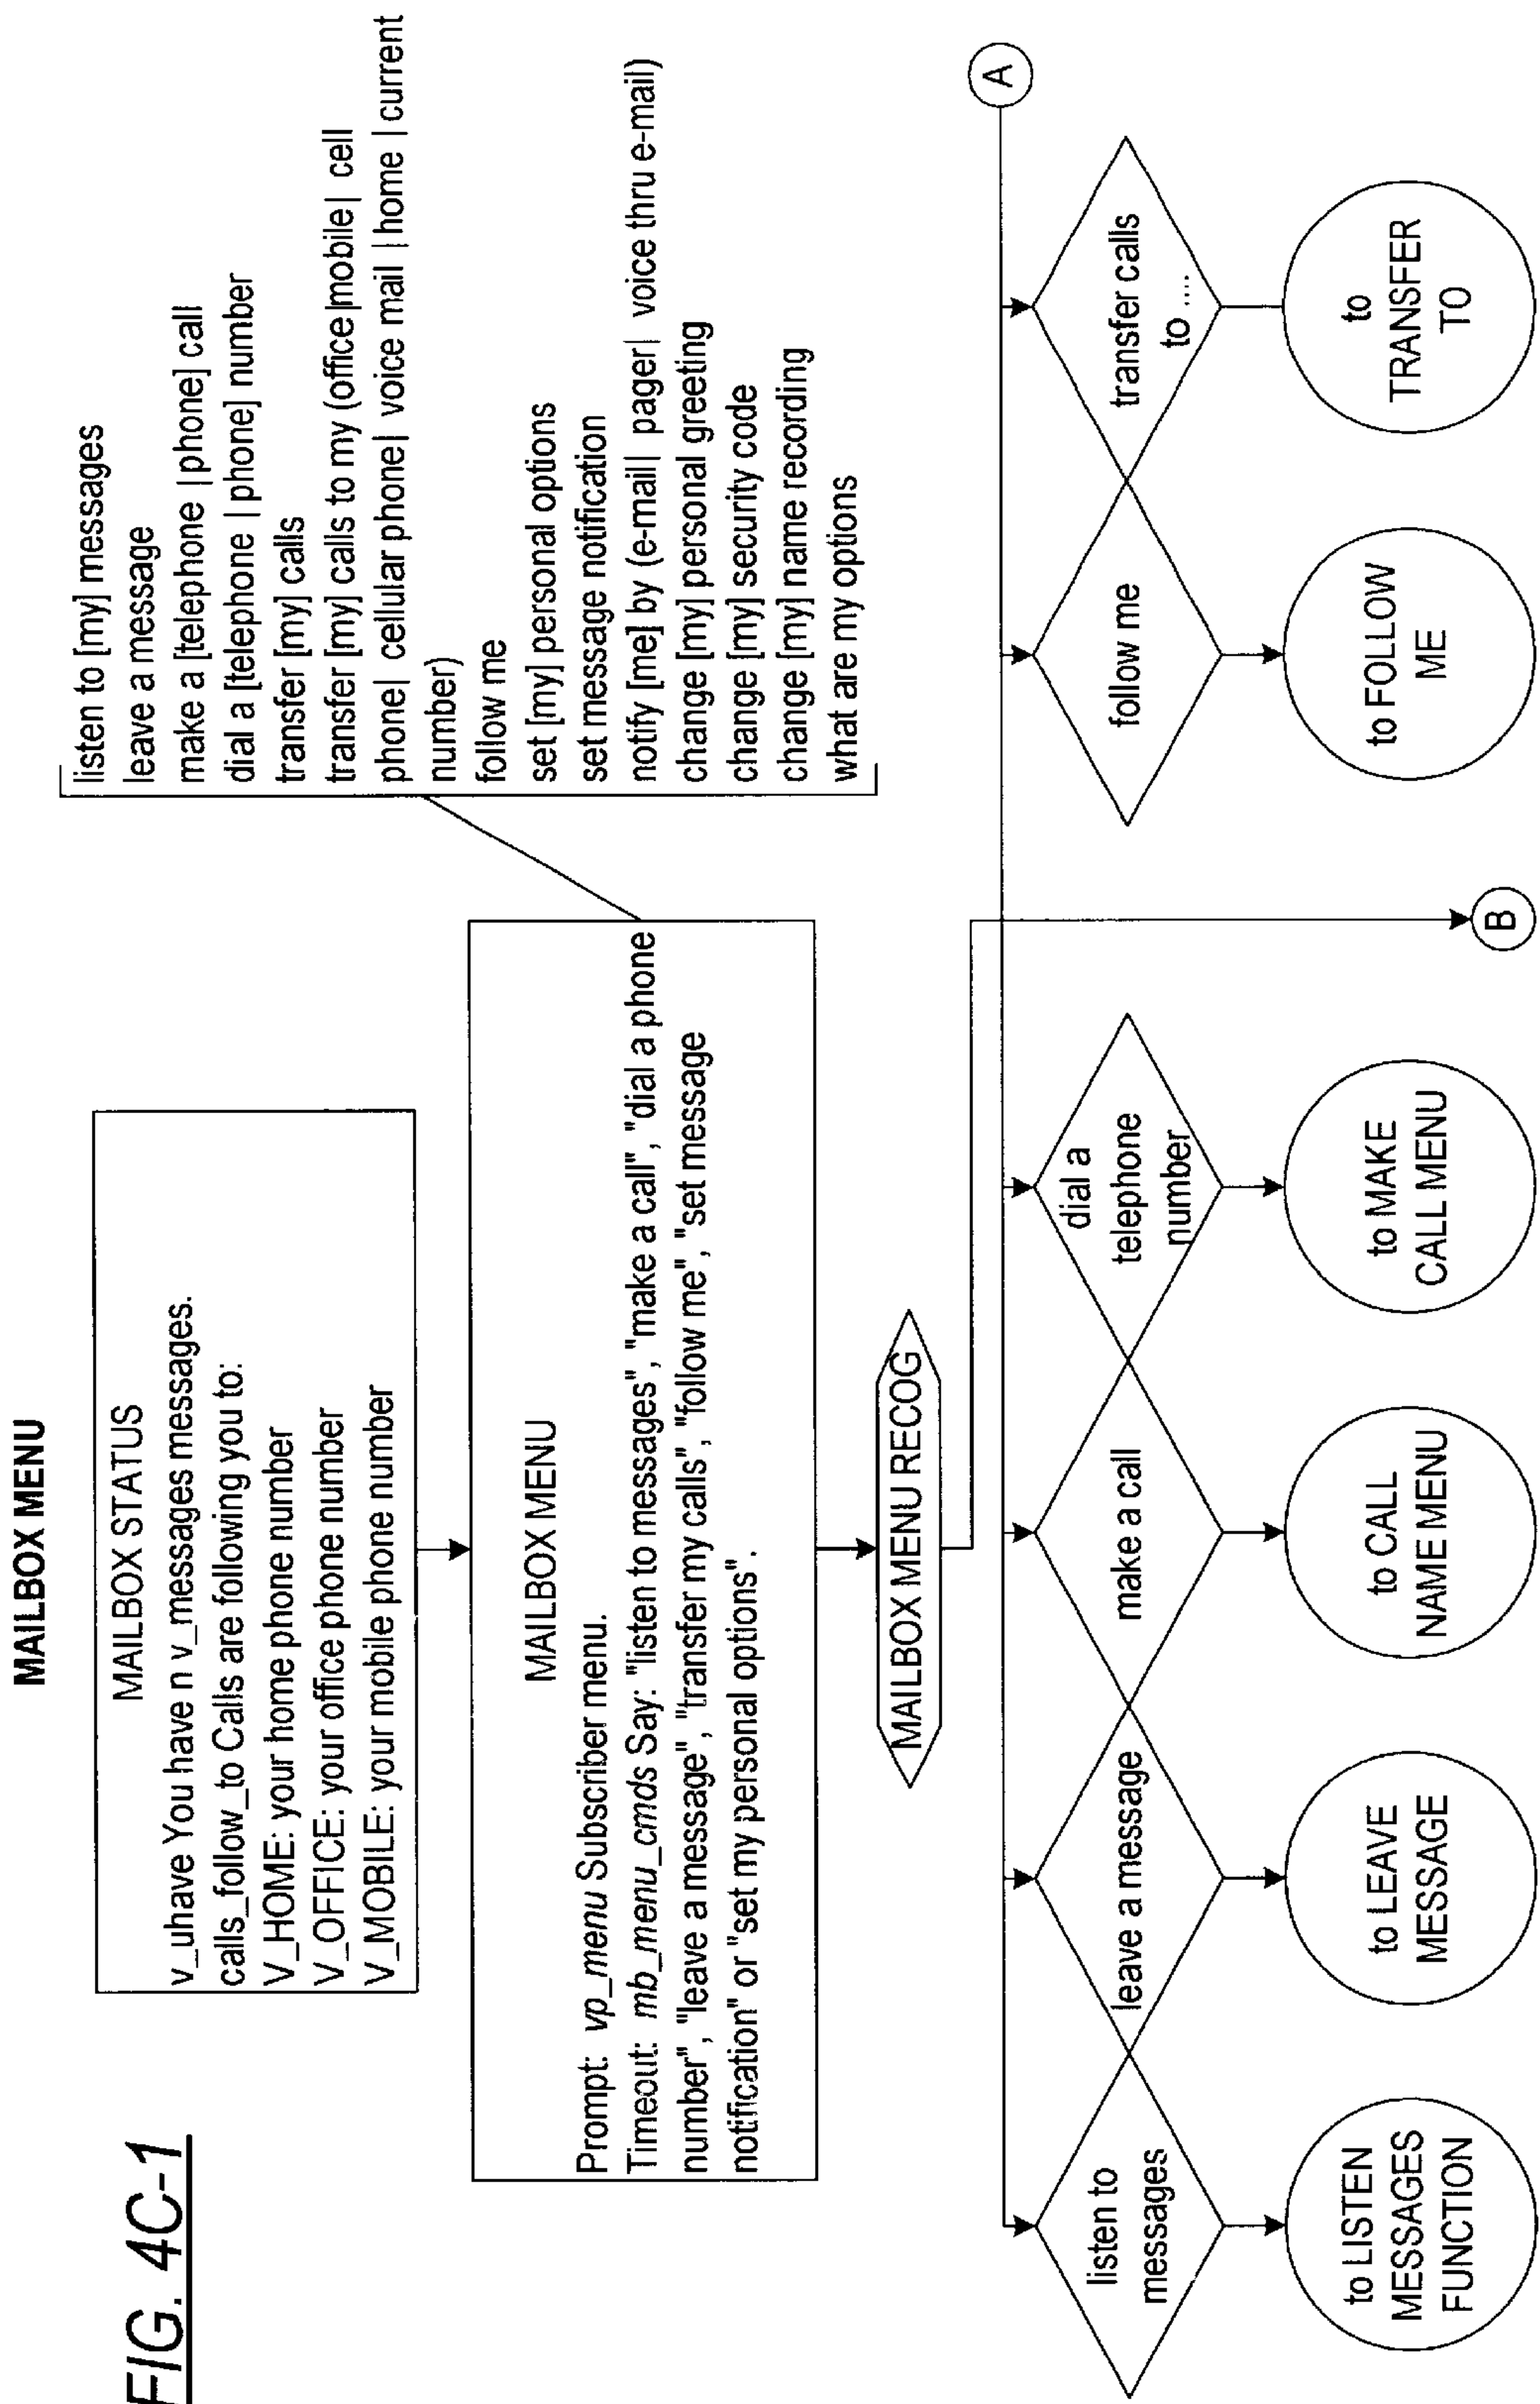 FIG. 4C-1
MAILBOX MENU
MAILBOX STATUS
v_uhave You have n v_messages messages.
calls_follow_to Calls are following you to:
V_HOME: your home phone number
V_OFFICE: your office phone number
V_MOBILE: your mobile phone number
MAILBOX MENU
Prompt: vp_menu Subscriber menu.
Timeout: mb_menu_cmds Say: "listen to messages", "make a call", "dial a phone
number", "leave a message", "transfer my calls", "follow me", "set message
notification" or "set my personal options".
listen to [my] messages
leave a message
make a [telephone | phone] call
dial a [telephone | phone] number
transfer [my] calls
transfer [my] calls to my (office |mobile| cell
phone| cellular phone| voice mail | home | current
number)
follow me
set [my] personal options
set message notification
notify [me] by (e-mail| pager| voice thru e-mail)
change [my] personal greeting
change [my] security code
change [my] name recording
what are my options
MAILBOX MENU RECOG
A
listen to
messages
leave a message
make a call
dial a
telephone
number
follow me
transfer calls
to ....
to LISTEN
MESSAGES
FUNCTION
to LEAVE
MESSAGE
to CALL
NAME MENU
to MAKE
CALL MENU
B
to FOLLOW
ME
to
TRANSFER
TO